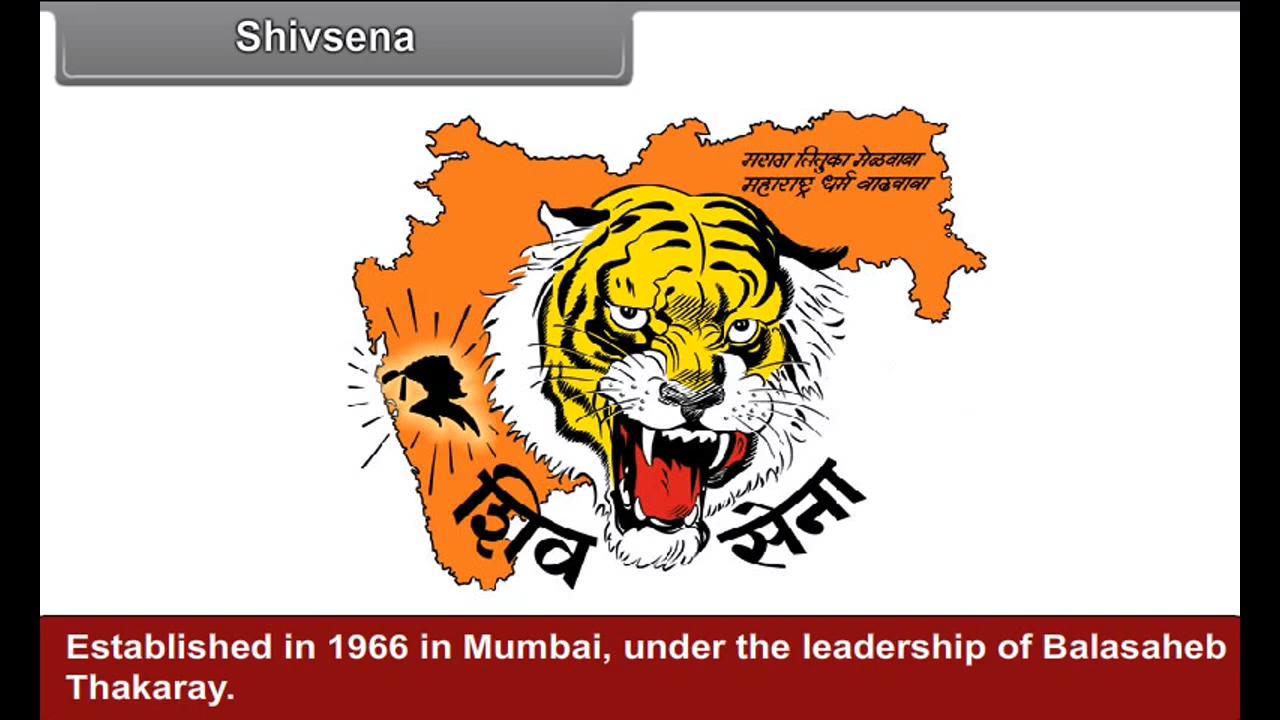 Shivsena
मराठा तितुका मेळवावा
महाराष्ट्र धर्म वाढवावा
शिव सेना
Established in 1966 in Mumbai, under the leadership of Balasaheb
Thakaray.